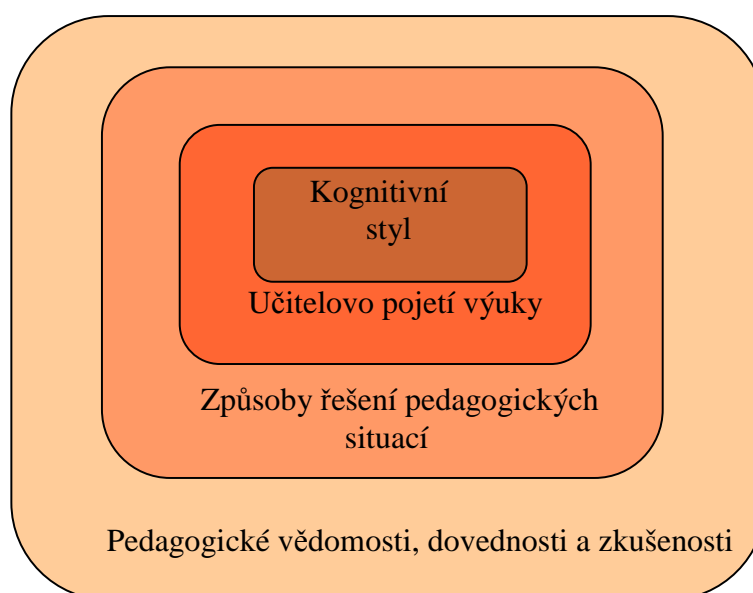 Kognitivní
styl
Učitelovo pojetí výuky
Způsoby řešení pedagogických
situací
Pedagogické vědomosti, dovednosti a zkušenosti